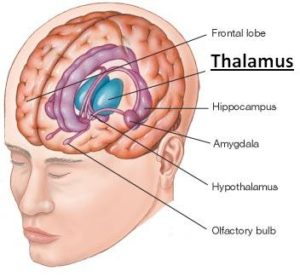 Frontal lobe
Thalamus
Hippocampus
Amygdala
Hypothalamus
Olfactory bulb